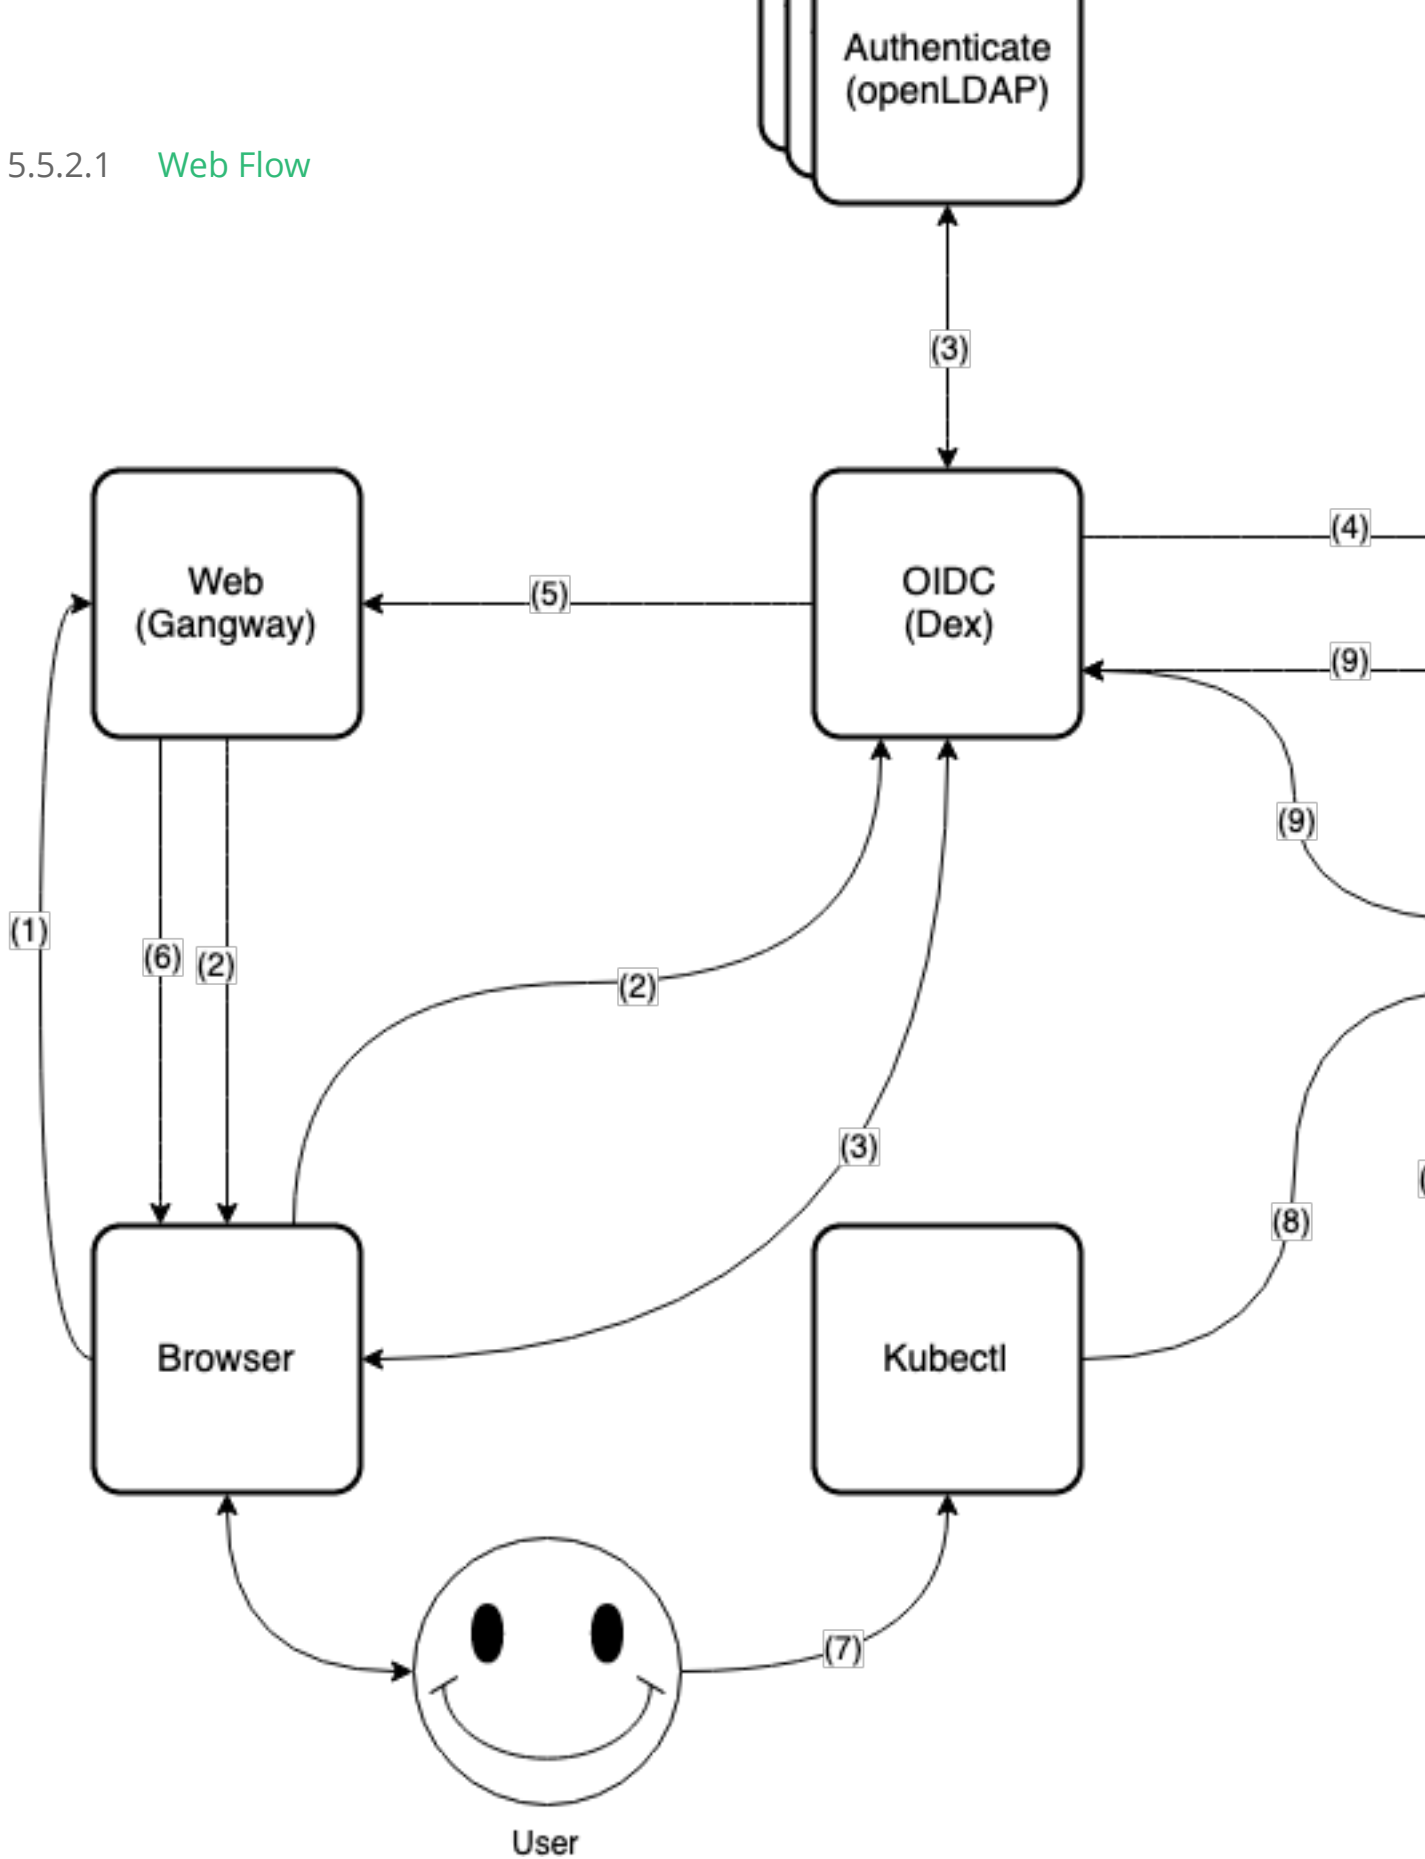 Authenticate
(openLDAP)
5.5.2.1 Web Flow
(3)
(4)
Web
(Gangway)
(5)
OIDC
(Dex)
(9)
(9)
(1)
(6)
(2)
(2)
(3)
(8)
Browser
Kubectl
(7)
User